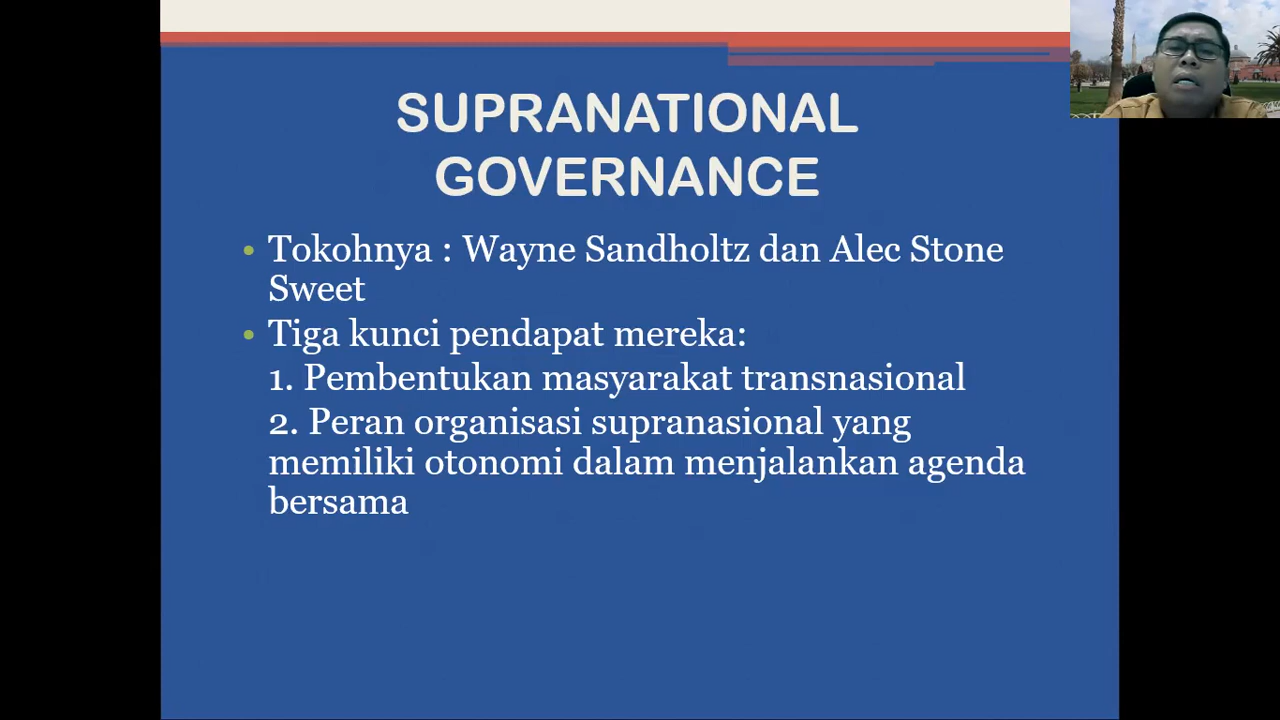 SUPRANATIONAL
GOVERNANCE
• Tokohnya : Wayne Sandholtz dan Alec Stone
Sweet
• Tiga kunci pendapat mereka:
1. Pembentukan masyarakat transnasional
2. Peran organisasi supranasional yang
memiliki otonomi dalam menjalankan agenda
bersama